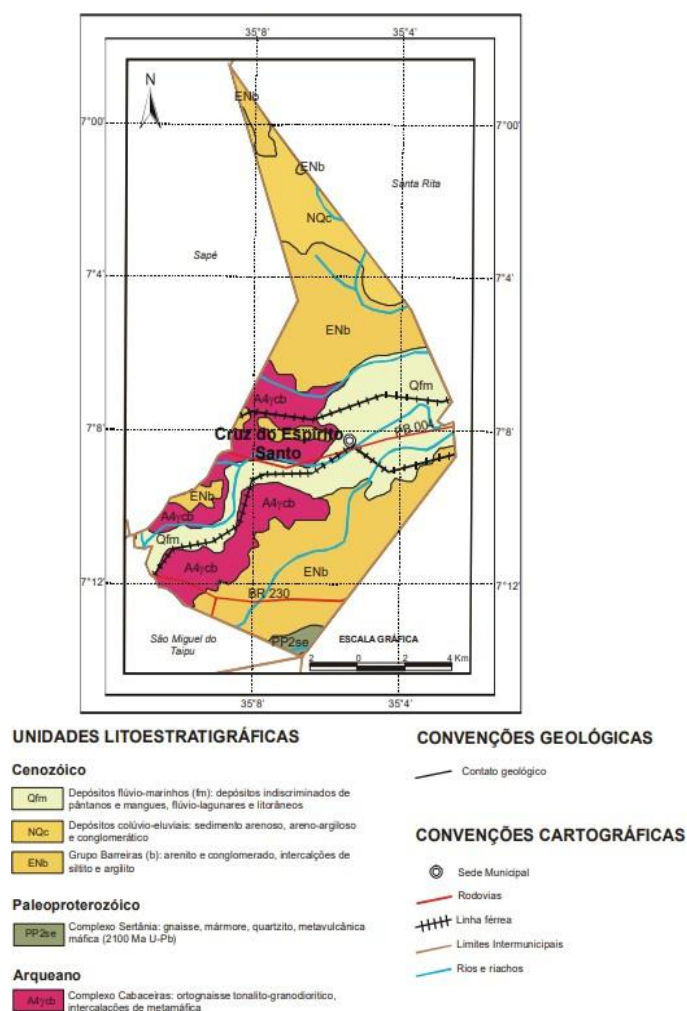 35°8'
35°4'
N
ENb
7°00'
7°00'
ENb
Santa Rita
NQc
Sapé
7°4'
7°4'
ENb
Qfm
A4γcb
7°8'
7°8'
PB 004
Cruz do Espírito
Santo
ENb
A4γcb
A4γcb
Qfm
A4γcb
ENb
7°12'
7°12'
BR 230
São Miguel do
Taipu
PP2se
ESCALA GRÁFICA
2 0 2 4 Km
35°8'
35°4'
UNIDADES LITOESTRATIGRÁFICAS
Cenozóico
Qfm
Depósitos flúvio-marinhos (fm): depósitos indiscriminados de
pântanos e mangues, flúvio-lagunares e litorâneos
NQc
Depósitos colúvio-eluviais: sedimento arenoso, areno-argiloso
e conglomerático
ENb
Grupo Barreiras (b): arenito e conglomerado, intercalções de
siltito e argilito
Paleoproterozóico
PP2se
Complexo Sertânia: gnaisse, mármore, quartzito, metavulcânica
máfica (2100 Ma U-Pb)
Arqueano
A4γcb
Complexo Cabaceiras: ortognaisse tonalito-granodiorítico,
intercalações de metamáfica
CONVENÇÕES GEOLÓGICAS
Contato geológico
CONVENÇÕES CARTOGRÁFICAS
Sede Municipal
Rodovias
Linha férrea
Limites Intermunicipais
Rios e riachos